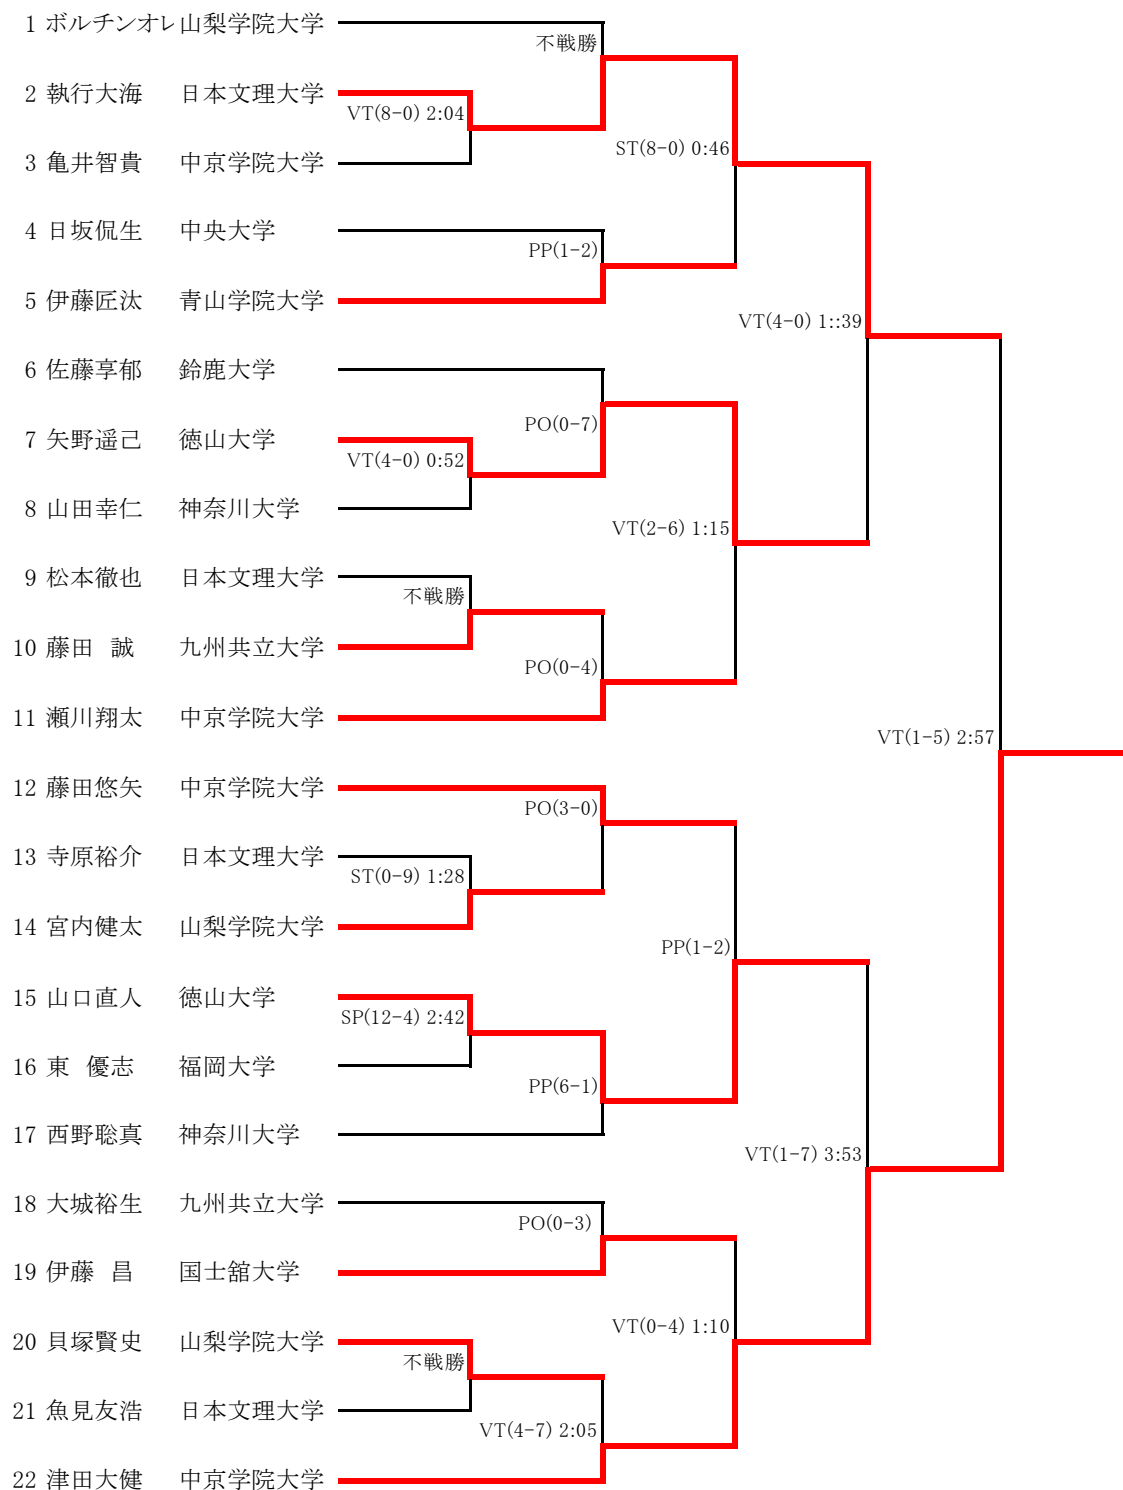 1 ボルチンオレ 山梨学院大学
不戦勝
2 執行大海 日本文理大学
VT(8-0) 2:04
ST(8-0) 0:46
3 亀井智貴 中京学院大学
4 日坂侃生 中央大学
PP(1-2)
5 伊藤匠汰 青山学院大学
VT(4-0) 1::39
6 佐藤享郁 鈴鹿大学
PO(0-7)
7 矢野遥己 徳山大学
VT(4-0) 0:52
8 山田幸仁 神奈川大学
VT(2-6) 1:15
9 松本徹也 日本文理大学
不戦勝
10 藤田 誠 九州共立大学
PO(0-4)
11 瀬川翔太 中京学院大学
VT(1-5) 2:57
12 藤田悠矢 中京学院大学
PO(3-0)
13 寺原裕介 日本文理大学
ST(0-9) 1:28
14 宮内健太 山梨学院大学
PP(1-2)
15 山口直人 徳山大学
SP(12-4) 2:42
16 東 優志 福岡大学
PP(6-1)
17 西野聡真 神奈川大学
VT(1-7) 3:53
18 大城裕生 九州共立大学
PO(0-3)
19 伊藤 昌 国士舘大学
VT(0-4) 1:10
20 貝塚賢史 山梨学院大学
不戦勝
21 魚見友浩 日本文理大学
VT(4-7) 2:05
22 津田大健 中京学院大学